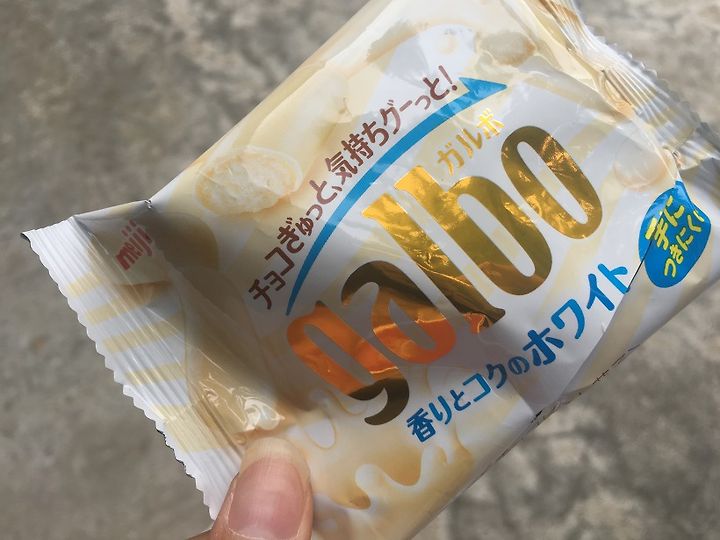 meiji
チョコぎゅっと、気持ちグーっと!
ガルボ
galbo
香りとコクのホワイト
手に
つきにくい